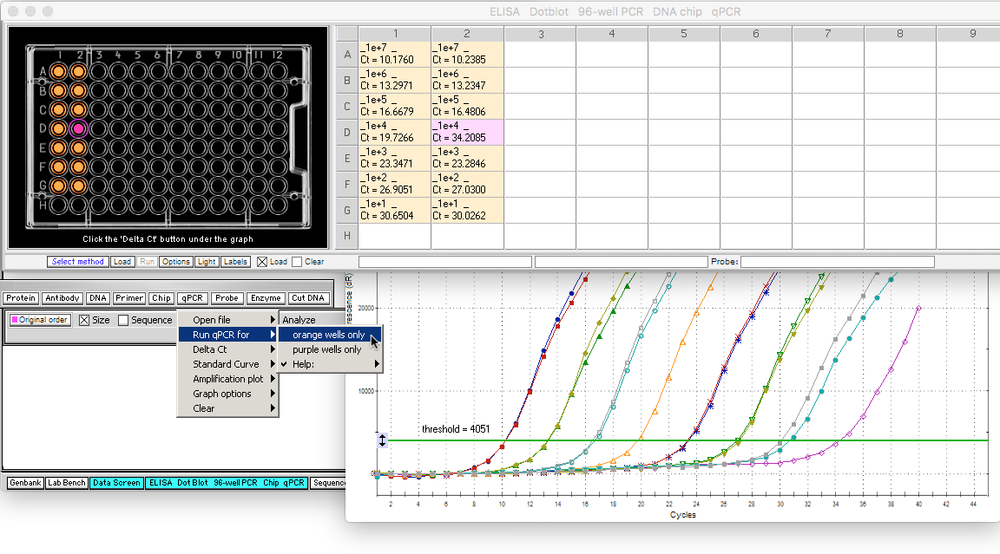 ELISA Dotblot 96-well PCR DNA chip qPCR
1 2 3 4 5 6 7 8 9 10 11 12
A
B
C
D
E
F
G
H
Click the 'Delta Ct' button under the graph
1 2 3 4 5 6 7 8 9
A _1e+7 _ _1e+7 _
Ct = 10.1760 Ct = 10.2385
B _1e+6 _ _1e+6 _
Ct = 13.2971 Ct = 13.2347
C _1e+5 _ _1e+5 _
Ct = 16.6679 Ct = 16.4806
D _1e+4 _ _1e+4 _
Ct = 19.7266 Ct = 34.2085
E _1e+3 _ _1e+3 _
Ct = 23.3471 Ct = 23.2846
F _1e+2 _ _1e+2 _
Ct = 26.9051 Ct = 27.0300
G _1e+1 _ _1e+1 _
Ct = 30.6504 Ct = 30.0262
H
Select method Load Run Options Light Labels Load Clear
Probe:
Protein Antibody DNA Primer Chip qPCR Probe Enzyme Cut DNA
Original order Size Sequence
Open file
Run qPCR for
Delta Ct
Standard Curve
Amplification plot
Graph options
Clear
Analyze
orange wells only
purple wells only
Help:
Genbank Lab Bench Data Screen ELISA Dot Blot 96-well PCR Chip qPCR Sequence
rescence (dR)
20000
10000
0
threshold = 4051
2 4 6 8 10 12 14 16 18 20 22 24 26 28 30 32 34 36 38 40 42 44
Cycles